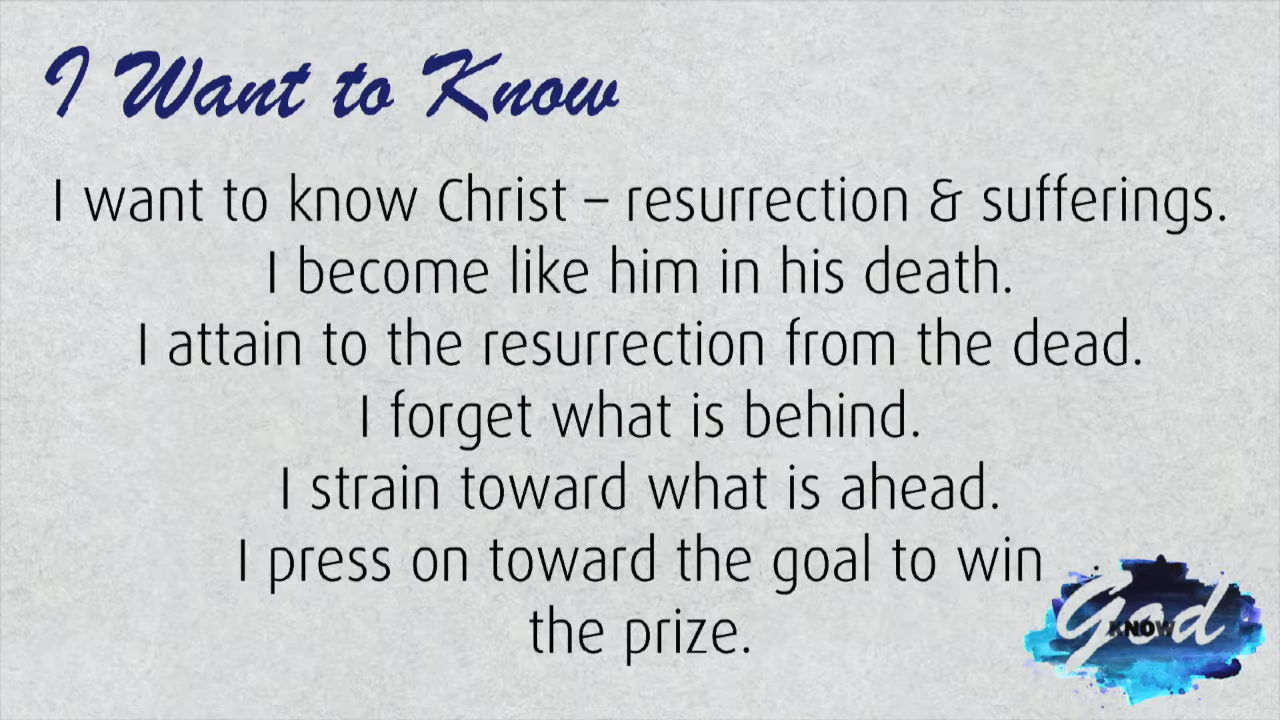 I Want to Know
I want to know Christ – resurrection & sufferings.
I become like him in his death.
I attain to the resurrection from the dead.
I forget what is behind.
I strain toward what is ahead.
I press on toward the goal to win
the prize.
God
KNOW